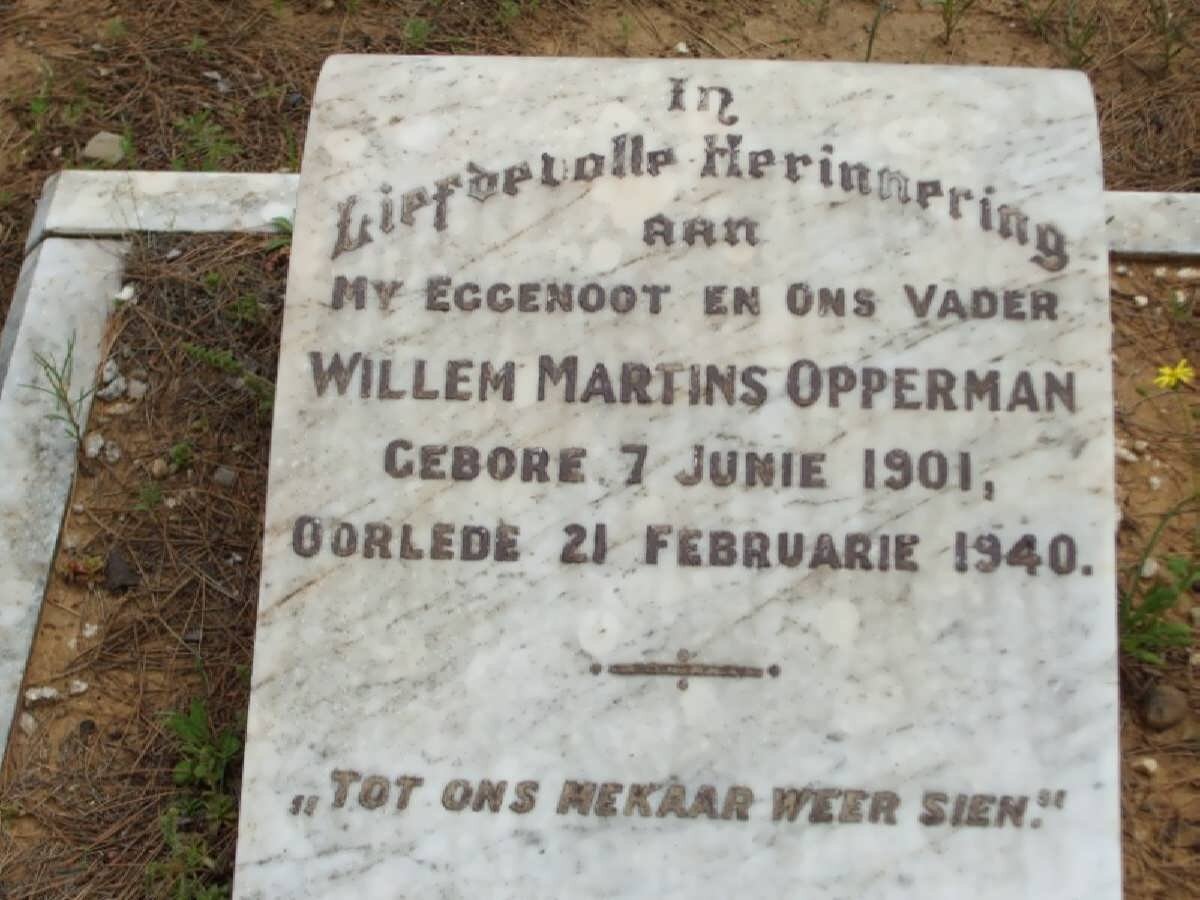 In
Liefdevolle Herinnering
aan
MY EGGENOOT EN ONS VADER
WILLEM MARTINS OPPERMAN
GEBORE 7 JUNIE 1901,
OORLEDE 21 FEBRUARIE 1940.
„TOT ONS MEKAAR WEER SIEN.“